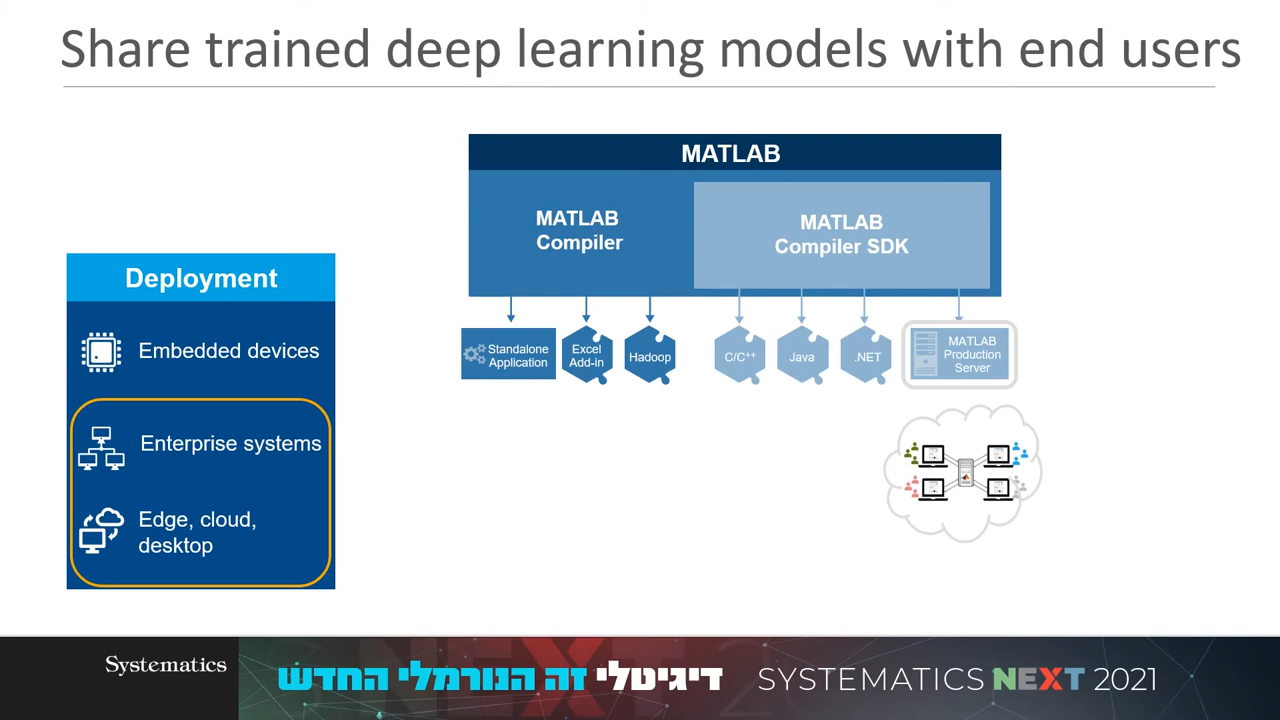 Share trained deep learning models with end users
MATLAB
MATLAB
Compiler
MATLAB
Compiler SDK
Deployment
Embedded devices
Enterprise systems
Edge, cloud,
desktop
Standalone
Application
Excel
Add-in
Hadoop
C/C++
Java
.NET
MATLAB
Production
Server
Systematics
דיגיטלי זה הנורמלי החדש
SYSTEMATICS NEXT 2021